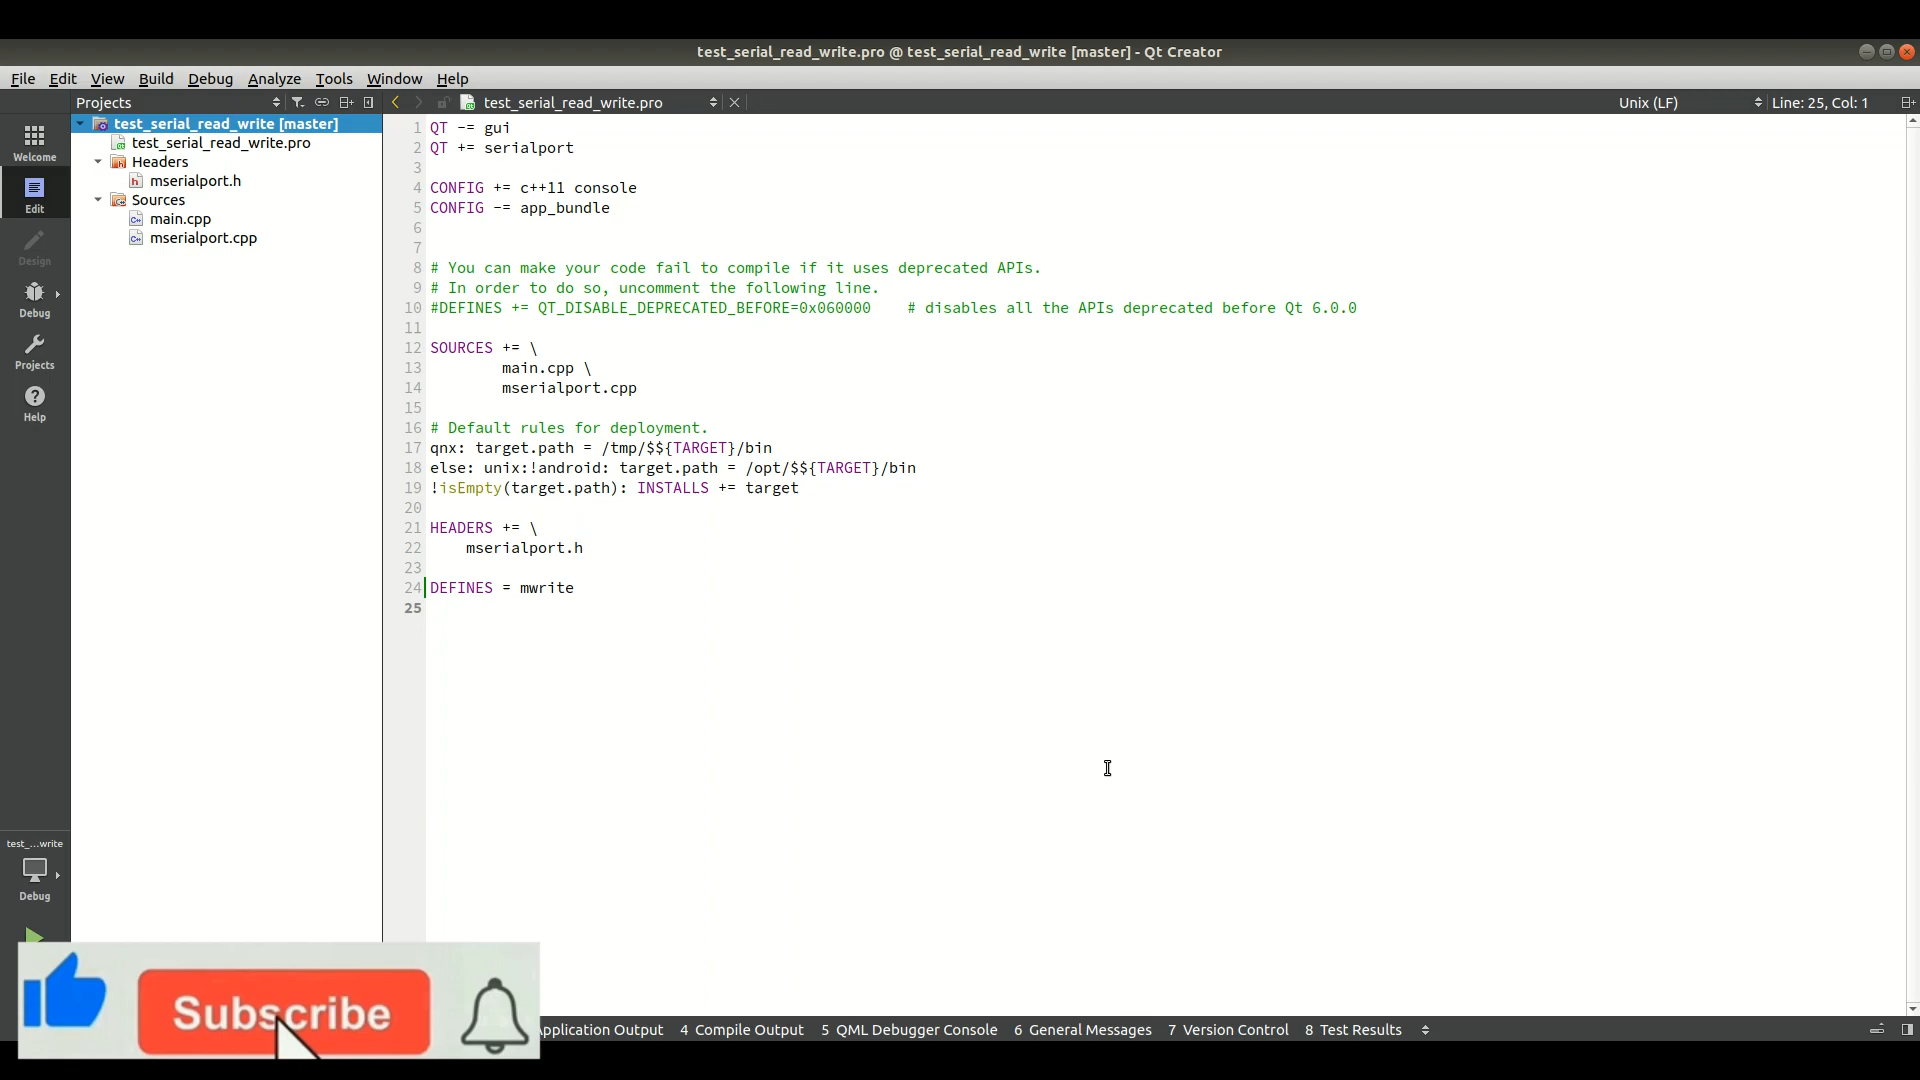 test_serial_read_write.pro @ test_serial_read_write [master] - Qt Creator
File Edit View Build Debug Analyze Tools Window Help
Projects test_serial_read_write.pro Unix (LF) Line: 25, Col: 1
Welcome
Edit
Design
Debug
Projects
Help
test_...write
Debug
test_serial_read_write [master]
test_serial_read_write.pro
Headers
mserialport.h
Sources
main.cpp
mserialport.cpp
1 QT -= gui
2 QT += serialport
3
4 CONFIG += c++11 console
5 CONFIG -= app_bundle
6
7
8 # You can make your code fail to compile if it uses deprecated APIs.
9 # In order to do so, uncomment the following line.
10 #DEFINES += QT_DISABLE_DEPRECATED_BEFORE=0x060000 # disables all the APIs deprecated before Qt 6.0.0
11
12 SOURCES += \
13 main.cpp \
14 mserialport.cpp
15
16 # Default rules for deployment.
17 qnx: target.path = /tmp/$${TARGET}/bin
18 else: unix:!android: target.path = /opt/$${TARGET}/bin
19 !isEmpty(target.path): INSTALLS += target
20
21 HEADERS += \
22 mserialport.h
23
24 DEFINES = mwrite
25
Subscribe
Application Output 4 Compile Output 5 QML Debugger Console 6 General Messages 7 Version Control 8 Test Results